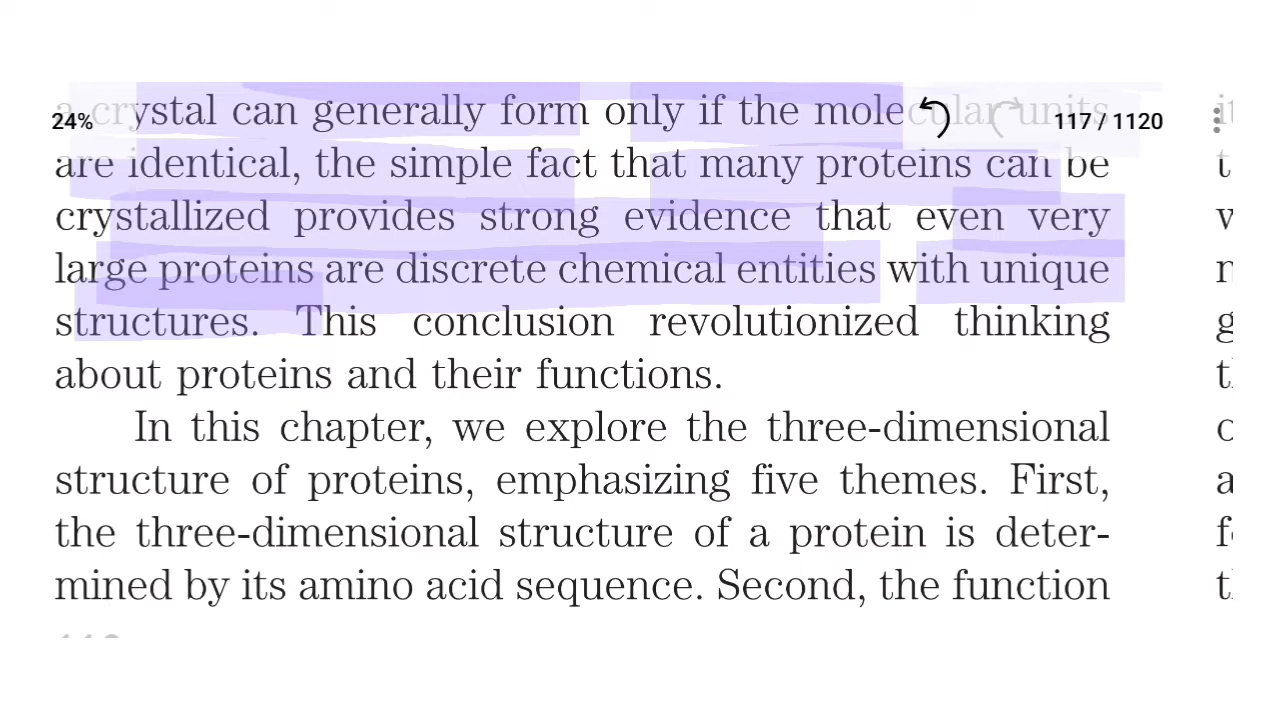 a crystal can generally form only if the molecular units
24%
117 / 1120
are identical, the simple fact that many proteins can be
crystallized provides strong evidence that even very
large proteins are discrete chemical entities with unique
structures. This conclusion revolutionized thinking
about proteins and their functions.
In this chapter, we explore the three-dimensional
structure of proteins, emphasizing five themes. First,
the three-dimensional structure of a protein is deter-
mined by its amino acid sequence. Second, the function